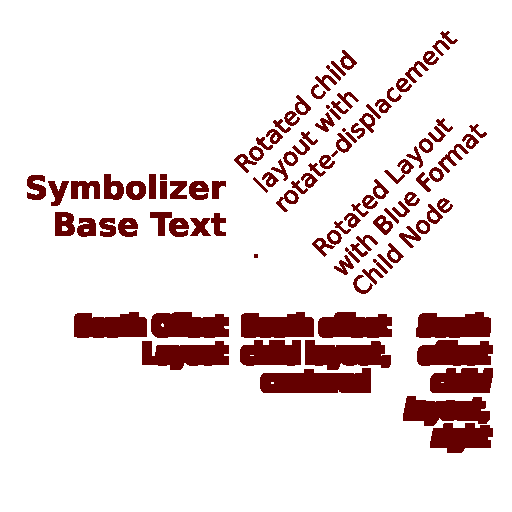 Rotated child
layout with
rotate-displacement
Symbolizer
Base Text
Rotated Layout
with Blue Format
Child Node
South Offset
Layout
South offset
child layout,
centered
South
offset
child
layout,
right